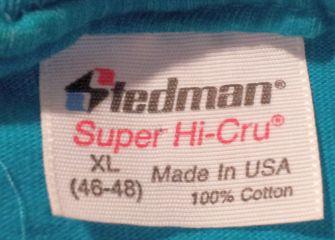 Stedman®
Super Hi-Cru®
XL
(46-48)
Made In USA
100% Cotton